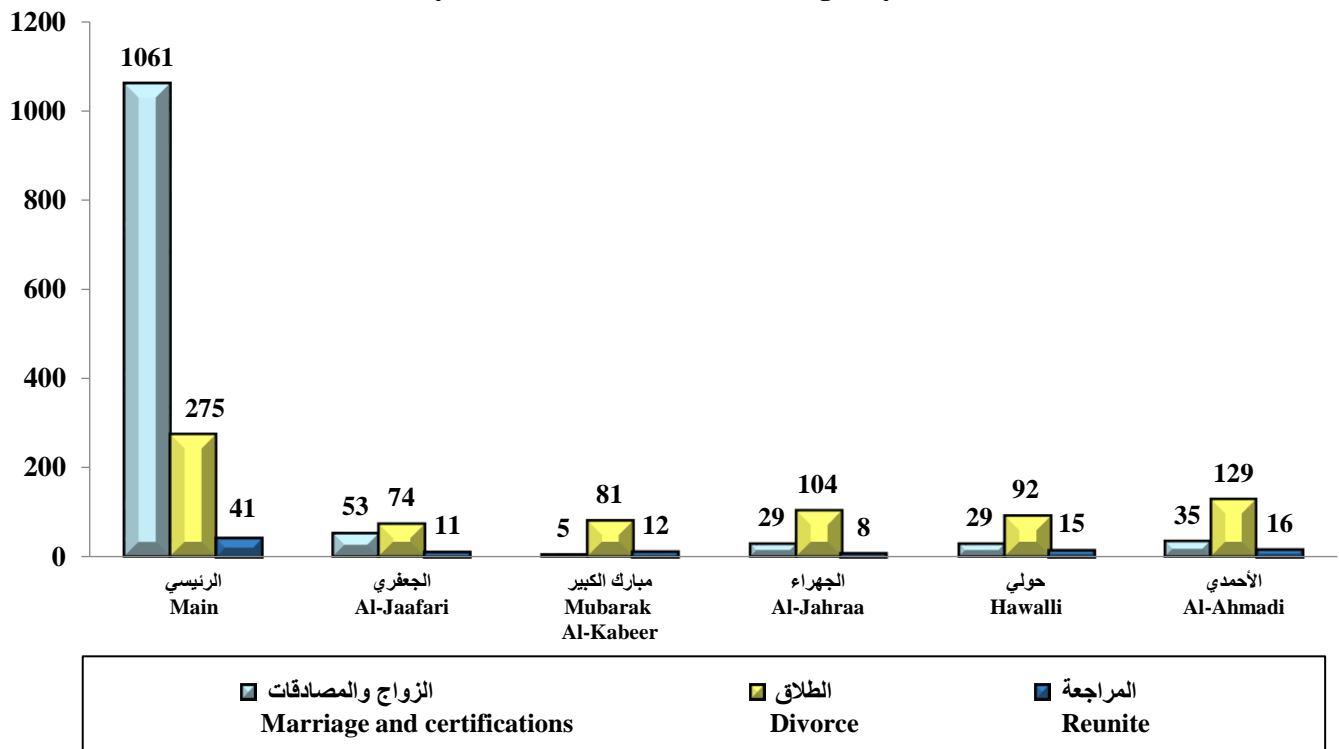 1200
1000
800
600
400
200
0
1061
275
41
53
74
11
5
81
12
29
104
8
29
92
15
35
129
16
الرئيسي
Main
الجعفري
Al-Jaafari
مبارك الكبير
Mubarak
Al-Kabeer
الجهراء
Al-Jahraa
حولي
Hawalli
الأحمدي
Al-Ahmadi
الزواج والمصادقات
Marriage and certifications
الطلاق
Divorce
المراجعة
Reunite